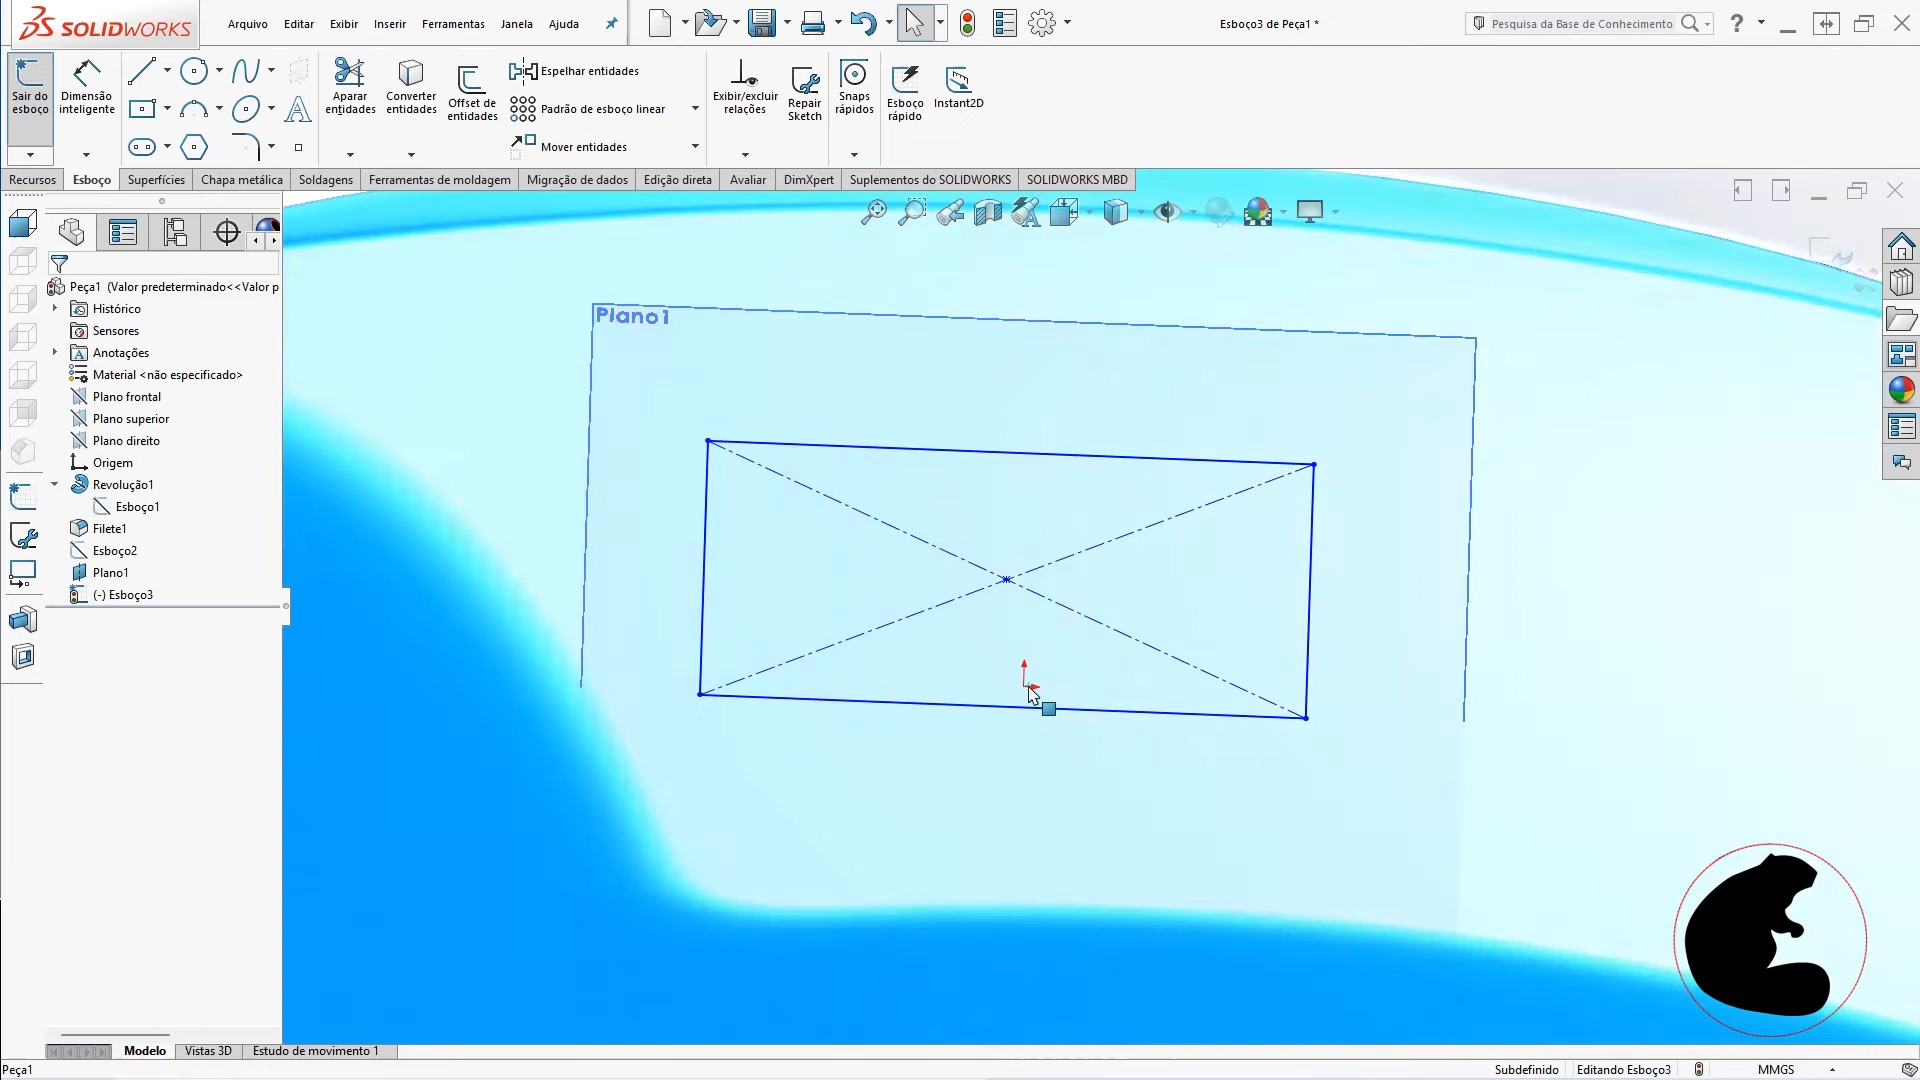 SOLIDWORKS
Arquivo
Editar
Exibir
Inserir
Ferramentas
Janela
Ajuda
Esboço3 de Peça1 *
Pesquisa da Base de Conhecimento
?
Sair do
esboço
Dimensão
inteligente
Aparar
entidades
Converter
entidades
Offset de
entidades
Espelhar entidades
Padrão de esboço linear
Mover entidades
Exibir/excluir
relações
Repair
Sketch
Snaps
rápidos
Esboço
rápido
Instant2D
Recursos
Esboço
Superfícies
Chapa metálica
Soldagens
Ferramentas de moldagem
Migração de dados
Edição direta
Avaliar
DimXpert
Suplementos do SOLIDWORKS
SOLIDWORKS MBD
Peça1 (Valor predeterminado<<Valor p
Histórico
Sensores
Anotações
Material <não especificado>
Plano frontal
Plano superior
Plano direito
Origem
Revolução1
Esboço1
Filete1
Esboço2
Plano1
(-) Esboço3
Plano1
Modelo
Vistas 3D
Estudo de movimento 1
Peça1
Subdefinido
Editando Esboço3
MMGS